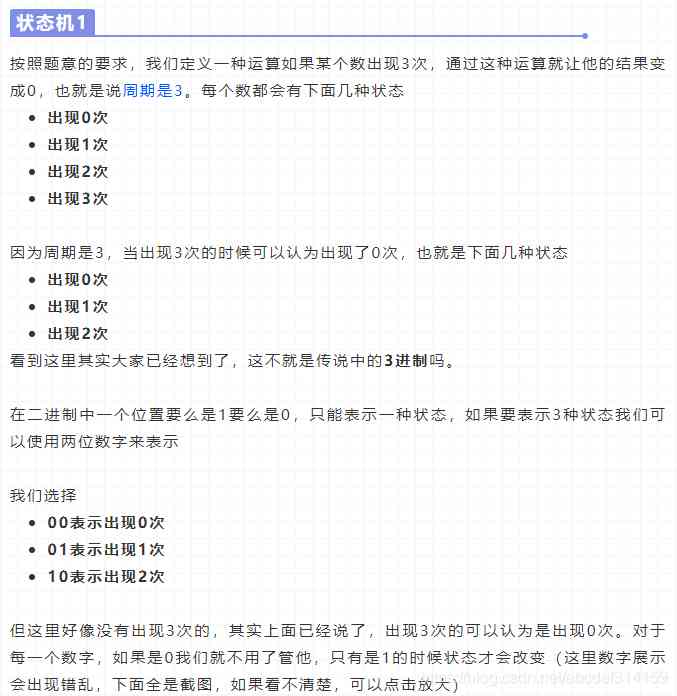 状态机1
按照题意的要求，我们定义一种运算如果某个数出现3次，通过这种运算就让他的结果变
成0，也就是说周期是3。每个数都会有下面几种状态
• 出现0次
• 出现1次
• 出现2次
• 出现3次
因为周期是3，当出现3次的时候可以认为出现了0次，也就是下面几种状态
• 出现0次
• 出现1次
• 出现2次
看到这里其实大家已经想到了，这不就是传说中的3进制吗。
在二进制中一个位置要么是1要么是0，只能表示一种状态，如果要表示3种状态我们可
以使用两位数字来表示
我们选择
• 00表示出现0次
• 01表示出现1次
• 10表示出现2次
但这里好像没有出现3次的，其实上面已经说了，出现3次的可以认为是出现0次。对于
每一个数字，如果是0我们就不用了管他，只有是1的时候状态才会改变（这里数字展示
会出现错乱，下面全是截图，如果看不清楚，可以点击放大）